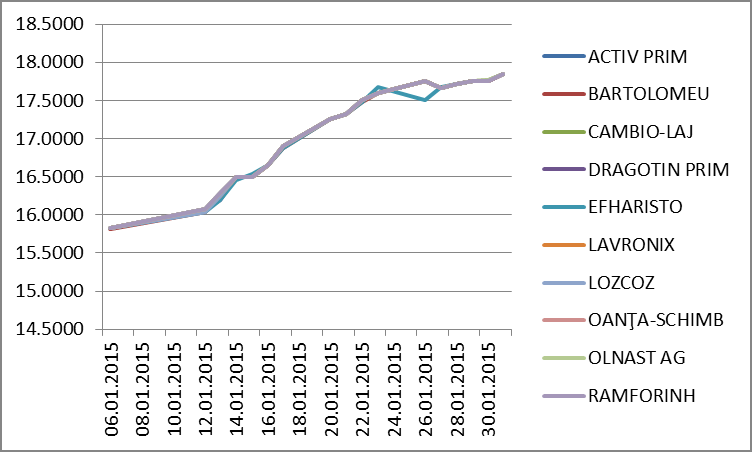 18.5000
18.0000
17.5000
17.0000
16.5000
16.0000
15.5000
15.0000
14.5000
06.01.2015
08.01.2015
10.01.2015
12.01.2015
14.01.2015
16.01.2015
18.01.2015
20.01.2015
22.01.2015
24.01.2015
26.01.2015
28.01.2015
30.01.2015
ACTIV PRIM
BARTOLOMEU
CAMBIO-LAJ
DRAGOTIN PRIM
EFHARISTO
LAVRONIX
LOZCOZ
OANŢA-SCHIMB
OLNAST AG
RAMFORINH